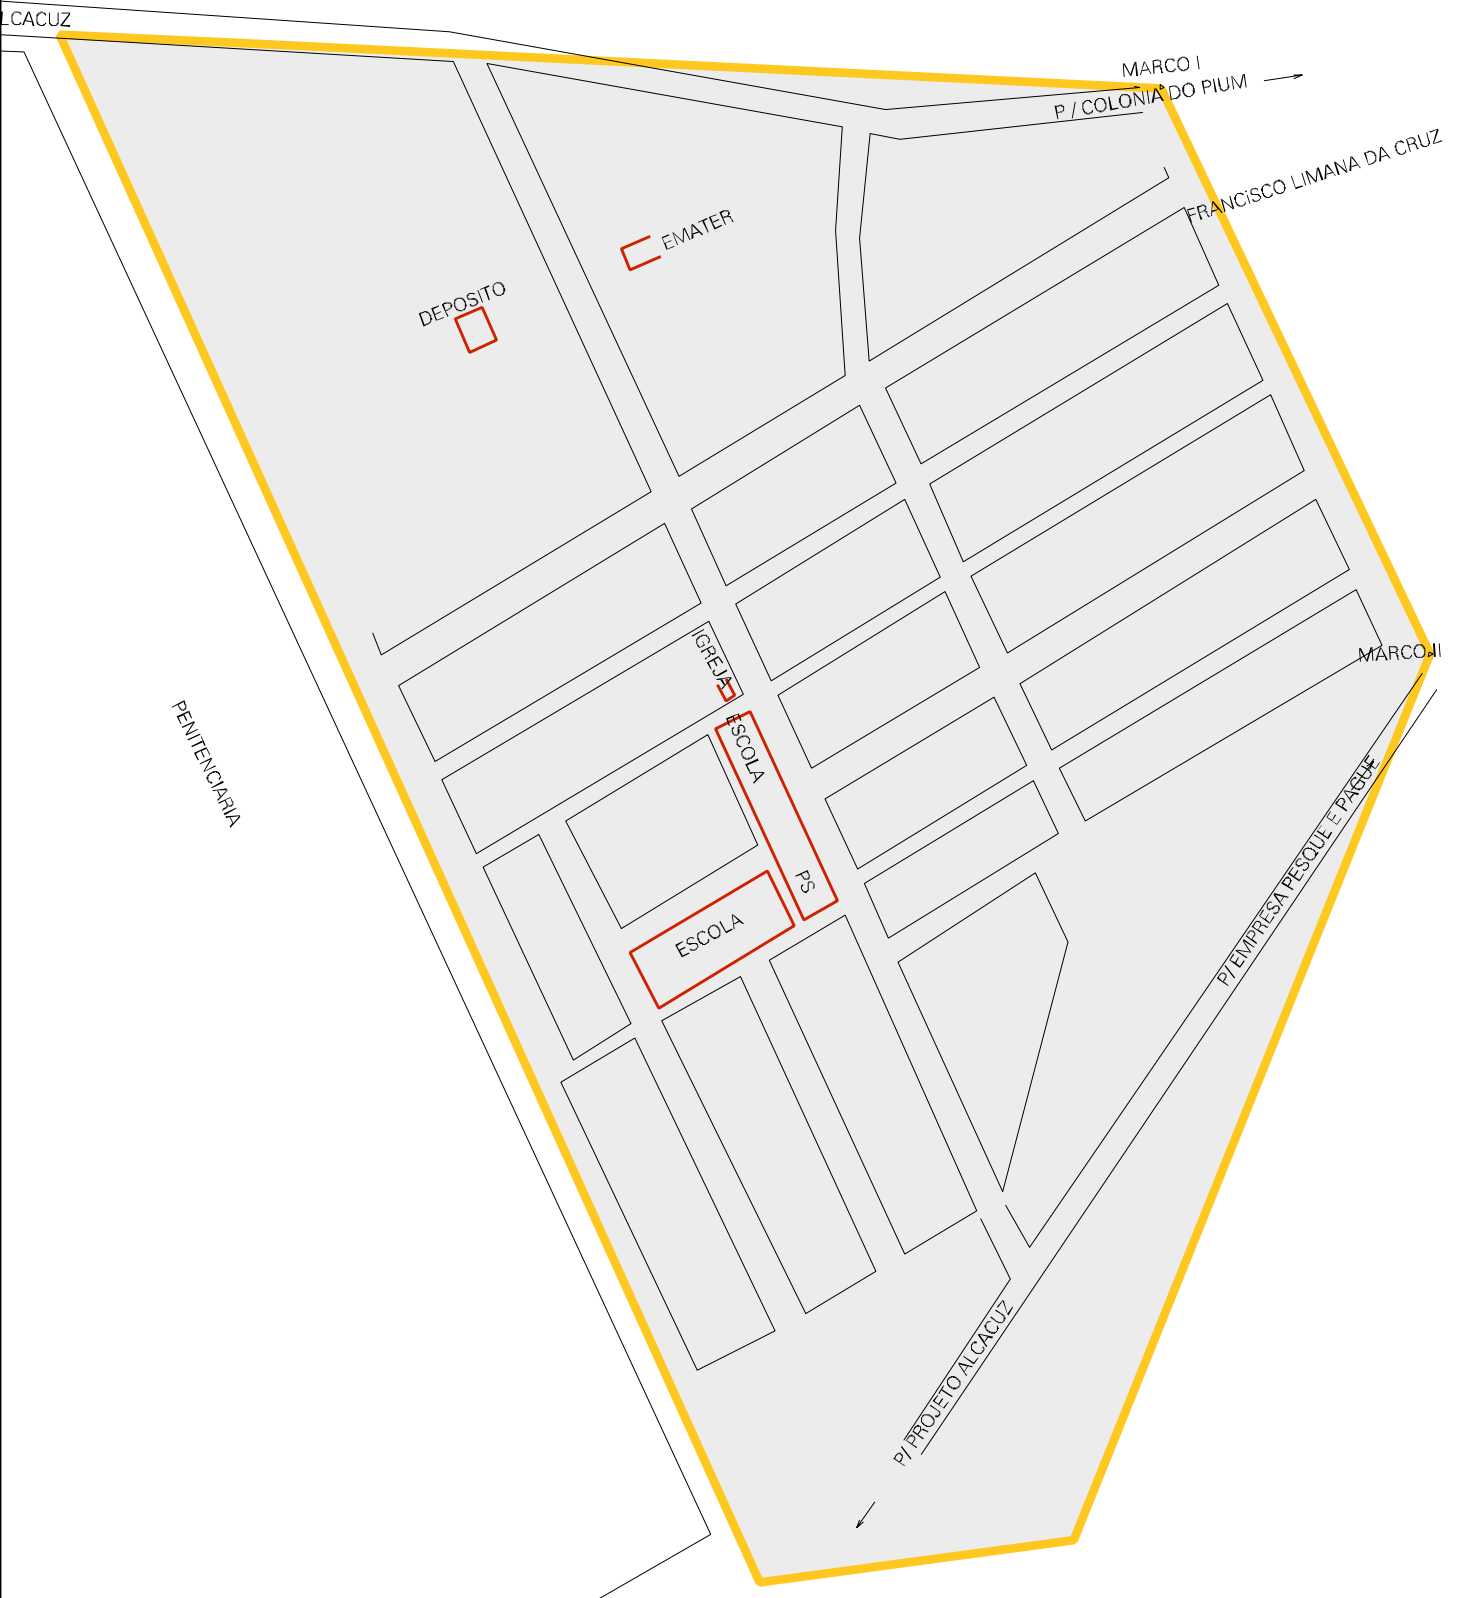 LCACUZ
MARCO I
P / COLONIA DO PIUM
FRANCiSCO LIMANA DA CRUZ
EMATER
DEPOSITO
IGREJA
MARCO II
PENITENCIARIA
ESCOLA
P/ EMPRESA PESQUE E PAGUE
PS
ESCOLA
P/ PROJETO ALCACUZ